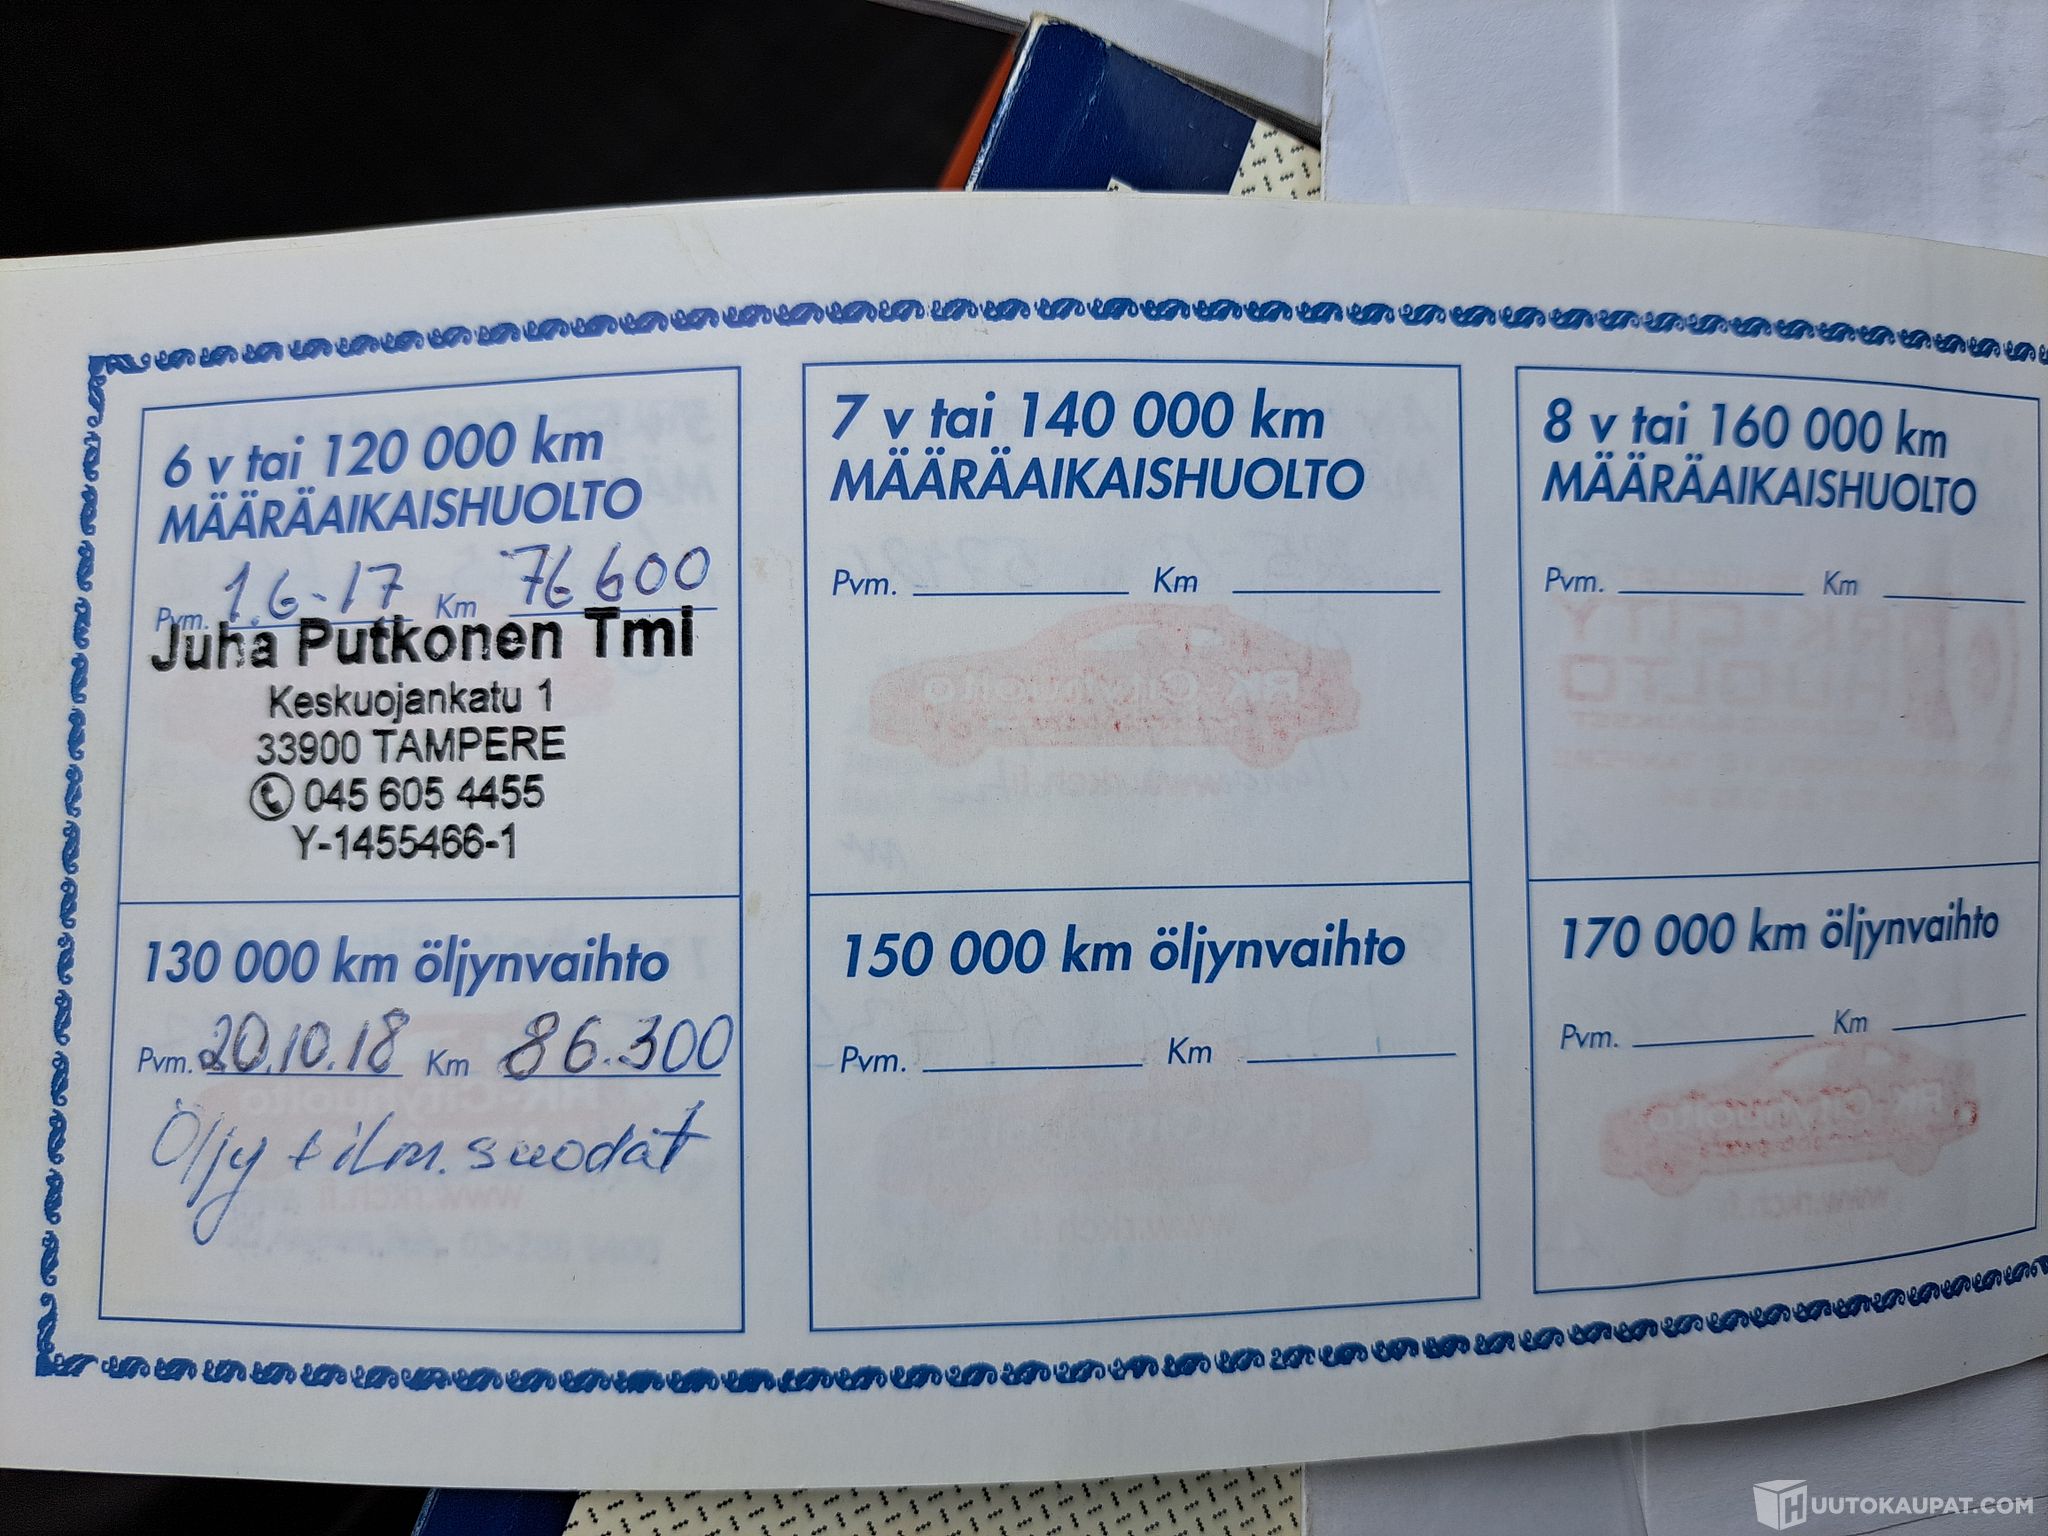 6 v tai 120 000 km
MÄÄRÄAIKAISHUOLTO
Pvm. 1.6-17 Km 76600
Juha Putkonen Tmi
Keskuojankatu 1
33900 TAMPERE
045 605 4455
Y-1455466-1
130 000 km öljynvaihto
Pvm. 20.10.18 Km 86.300
Öljy + ilm. suodat
7 v tai 140 000 km
MÄÄRÄAIKAISHUOLTO
Pvm. Km
150 000 km öljynvaihto
Pvm. Km
8 v tai 160 000 km
MÄÄRÄAIKAISHUOLTO
Pvm. Km
170 000 km öljynvaihto
Pvm. Km
HUUTOKAUPAT.COM